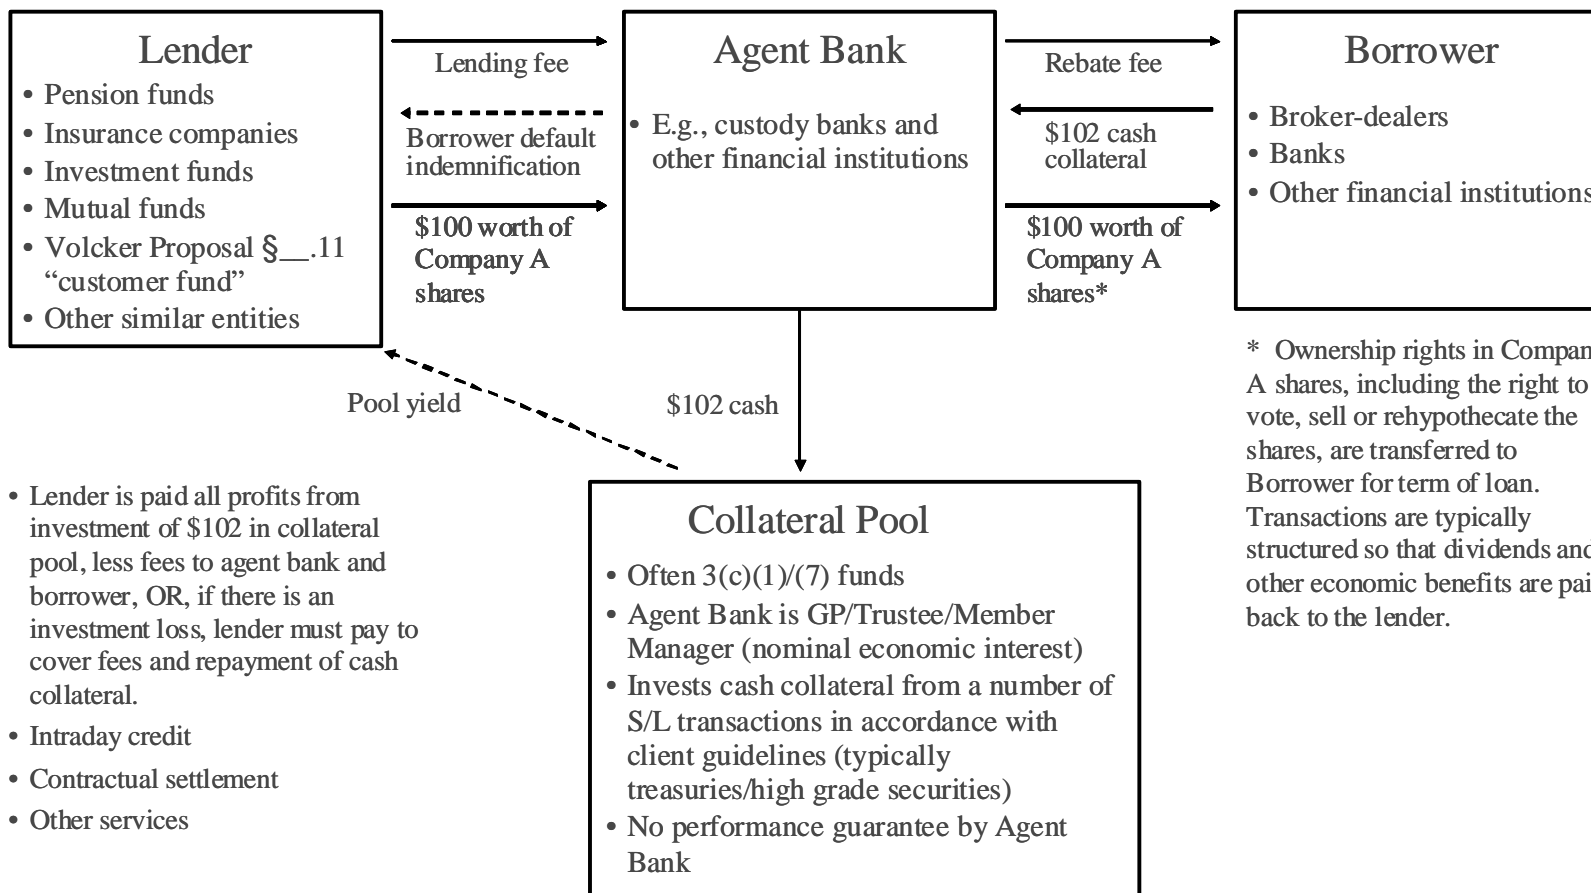 Lender
• Pension funds
• Insurance companies
• Investment funds
• Mutual funds
• Volcker Proposal §__.11
“customer fund”
• Other similar entities
Lending fee
Borrower default
indemnification
$100 worth of
Company A
shares
Agent Bank
• E.g., custody banks and
other financial institutions
Rebate fee
$102 cash
collateral
$100 worth of
Company A
shares*
Borrower
• Broker-dealers
• Banks
• Other financial institutions
* Ownership rights in Compan
A shares, including the right to
vote, sell or rehypothecate the
shares, are transferred to
Borrower for term of loan.
Transactions are typically
structured so that dividends and
other economic benefits are pai
back to the lender.
Pool yield
$102 cash
• Lender is paid all profits from
investment of $102 in collateral
pool, less fees to agent bank and
borrower, OR, if there is an
investment loss, lender must pay to
cover fees and repayment of cash
collateral.
• Intraday credit
• Contractual settlement
• Other services
Collateral Pool
• Often 3(c)(1)/(7) funds
• Agent Bank is GP/Trustee/Member
Manager (nominal economic interest)
• Invests cash collateral from a number of
S/L transactions in accordance with
client guidelines (typically
treasuries/high grade securities)
• No performance guarantee by Agent
Bank